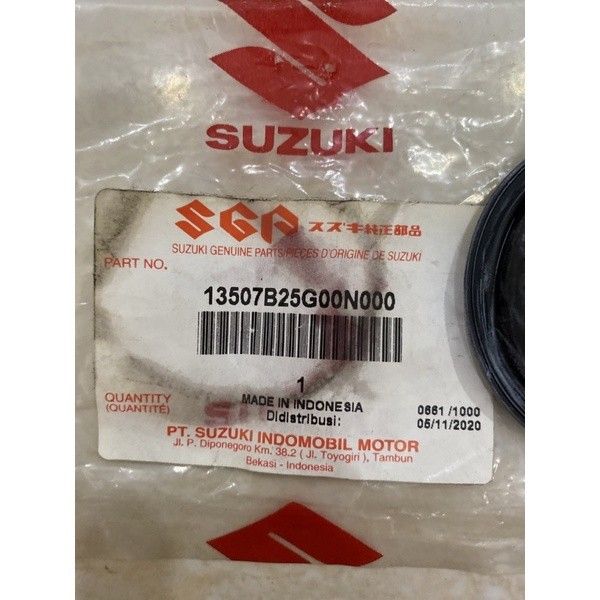 SUZUKI
SGP スズキ純正部品
SUZUKI GENUINE PARTS/PIECES D'ORIGINE DE SUZUKI
PART NO.
13507B25G00N000
1
QUANTITY
(QUANTITÉ)
MADE IN INDONESIA
Didistribusi:
0661 /1000
05/11/2020
PT. SUZUKI INDOMOBIL MOTOR
Jl. P. Diponegoro Km. 38.2 ( Jl. Toyogiri ), Tambun
Bekasi - Indonesia